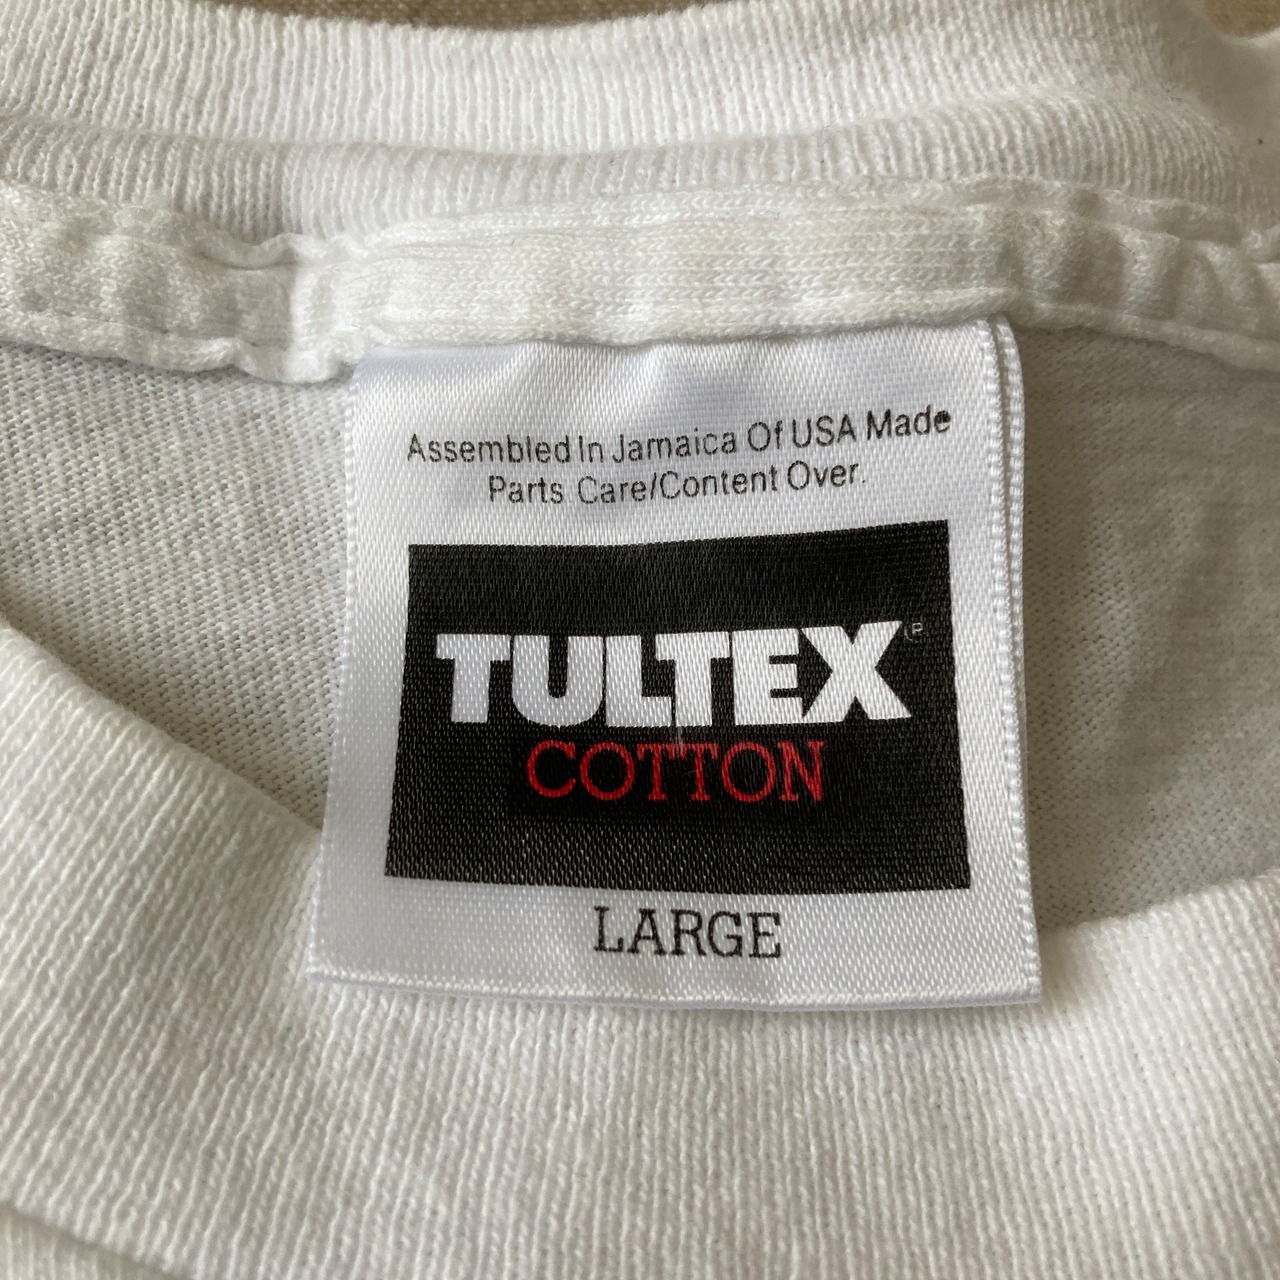 Assembled In Jamaica Of USA Made
Parts Care/Content Over.
TULTEX®
COTTON
LARGE